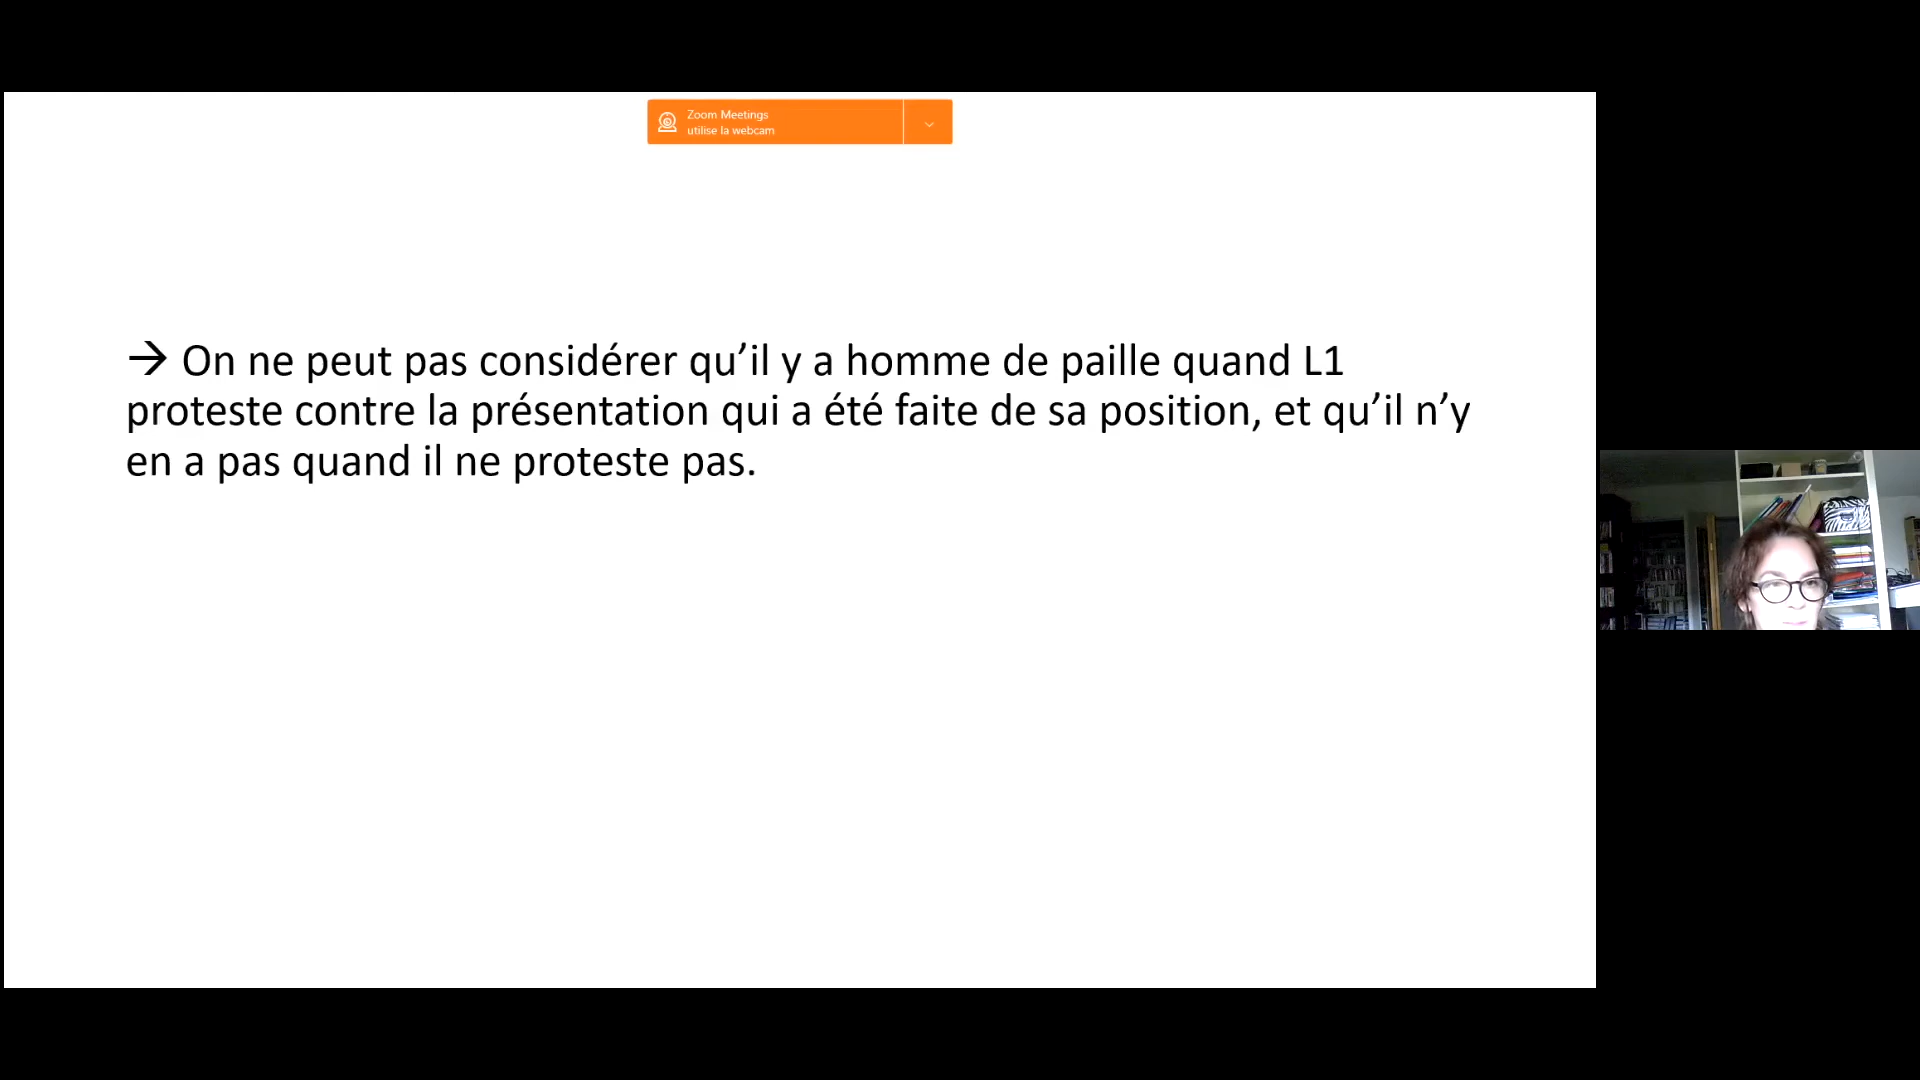 Zoom Meetings
utilise la webcam
→ On ne peut pas considérer qu’il y a homme de paille quand L1
proteste contre la présentation qui a été faite de sa position, et qu’il n’y
en a pas quand il ne proteste pas.